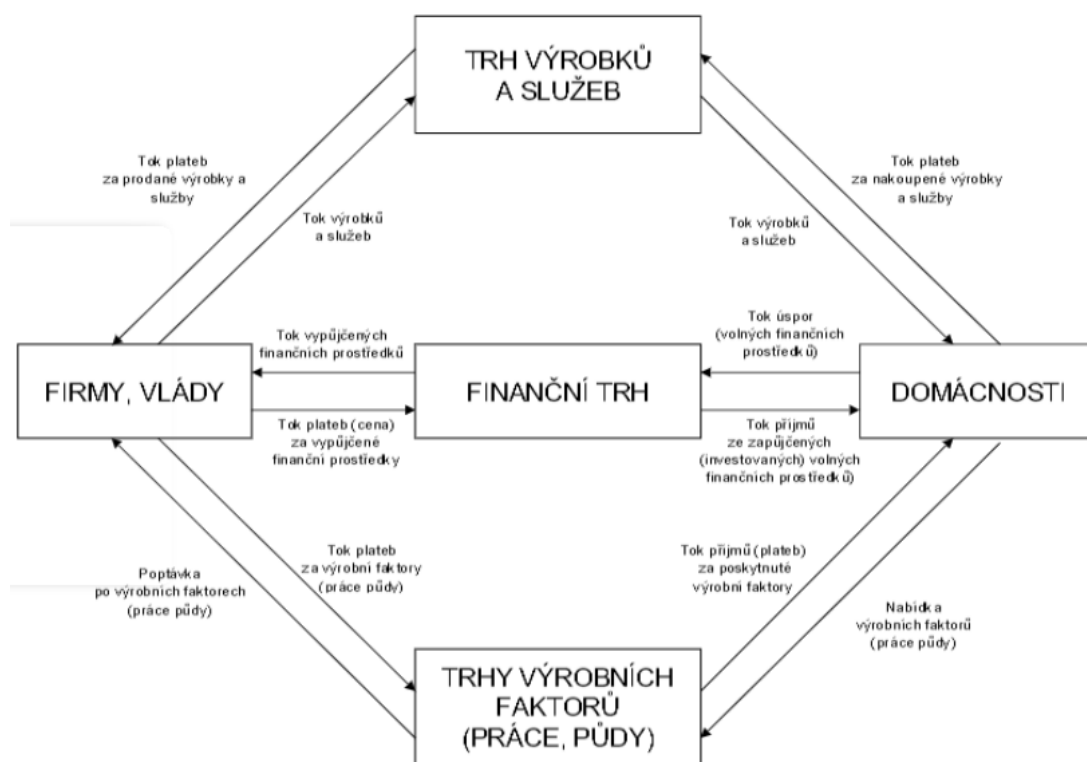 TRH VÝROBKŮ
A SLUŽEB
Tok plateb
za prodané výrobky a
služby
Tok výrobků
a služeb
Tok výrobků
a služeb
Tok plateb
za nakoupené výrobky
a služby
Tok vypůjčených
finančních prostředků
Tok úspor
(volných finančních
prostředků)
FIRMY, VLÁDY
FINANČNÍ TRH
DOMÁCNOSTI
Tok plateb (cena)
za vypůjčené
finanční prostředky
Tok příjmů
ze zapůjčených
(investovaných) volných
finančních prostředků)
Poptávka
po výrobních faktorech
(práce půdy)
Tok plateb
za výrobní faktory
(práce půdy)
Tok příjmů (plateb)
za poskytnuté
výrobní faktory
Nabídka
výrobních faktorů
(práce půdy)
TRHY VÝROBNÍCH
FAKTORŮ
(PRÁCE, PŮDY)